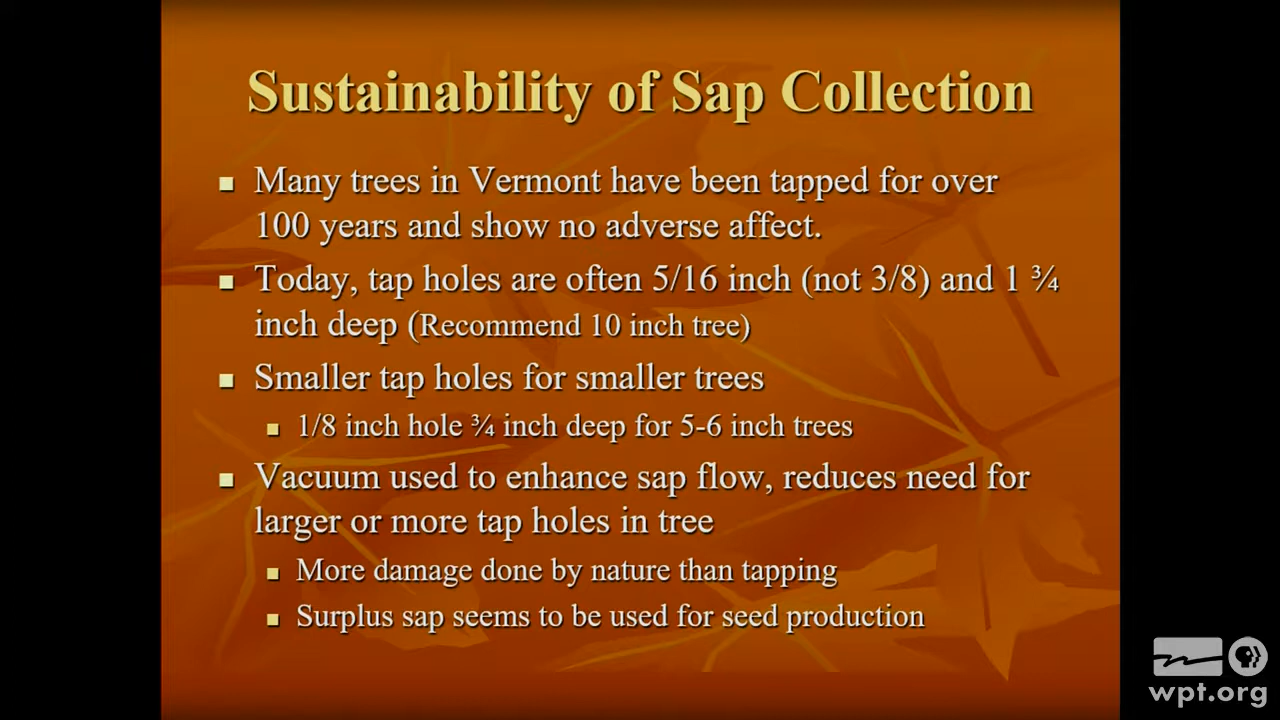 Sustainability of Sap Collection
Many trees in Vermont have been tapped for over
100 years and show no adverse affect.
Today, tap holes are often 5/16 inch (not 3/8) and 1 ¾
inch deep (Recommend 10 inch tree)
Smaller tap holes for smaller trees
1/8 inch hole ¾ inch deep for 5-6 inch trees
Vacuum used to enhance sap flow, reduces need for
larger or more tap holes in tree
More damage done by nature than tapping
Surplus sap seems to be used for seed production
wpt.org